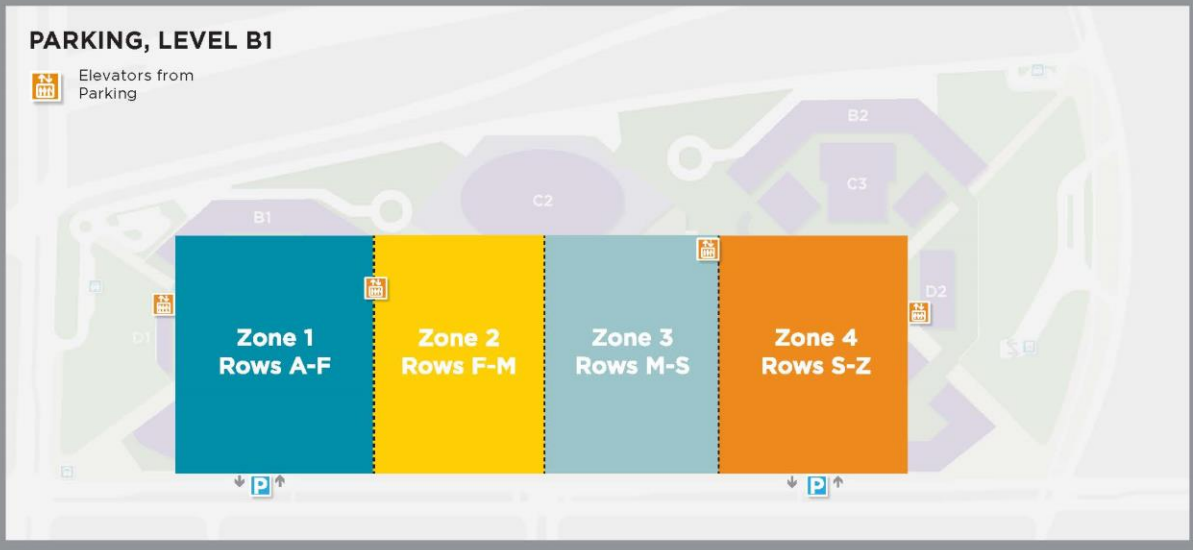 PARKING, LEVEL B1
Elevators from
Parking
B2
C3
C2
B1
D2
D1
Zone 1
Rows A-F
Zone 2
Rows F-M
Zone 3
Rows M-S
Zone 4
Rows S-Z
P
P